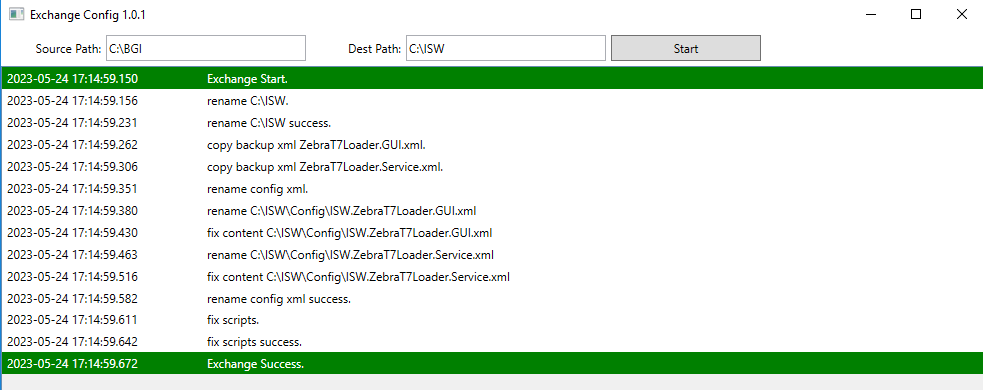 Exchange Config 1.0.1
Source Path: C:\BGI Dest Path: C:\ISW Start
2023-05-24 17:14:59.150 Exchange Start.
2023-05-24 17:14:59.156 rename C:\ISW.
2023-05-24 17:14:59.231 rename C:\ISW success.
2023-05-24 17:14:59.262 copy backup xml ZebraT7Loader.GUI.xml.
2023-05-24 17:14:59.306 copy backup xml ZebraT7Loader.Service.xml.
2023-05-24 17:14:59.351 rename config xml.
2023-05-24 17:14:59.380 rename C:\ISW\Config\ISW.ZebraT7Loader.GUI.xml
2023-05-24 17:14:59.430 fix content C:\ISW\Config\ISW.ZebraT7Loader.GUI.xml
2023-05-24 17:14:59.463 rename C:\ISW\Config\ISW.ZebraT7Loader.Service.xml
2023-05-24 17:14:59.516 fix content C:\ISW\Config\ISW.ZebraT7Loader.Service.xml
2023-05-24 17:14:59.582 rename config xml success.
2023-05-24 17:14:59.611 fix scripts.
2023-05-24 17:14:59.642 fix scripts success.
2023-05-24 17:14:59.672 Exchange Success.